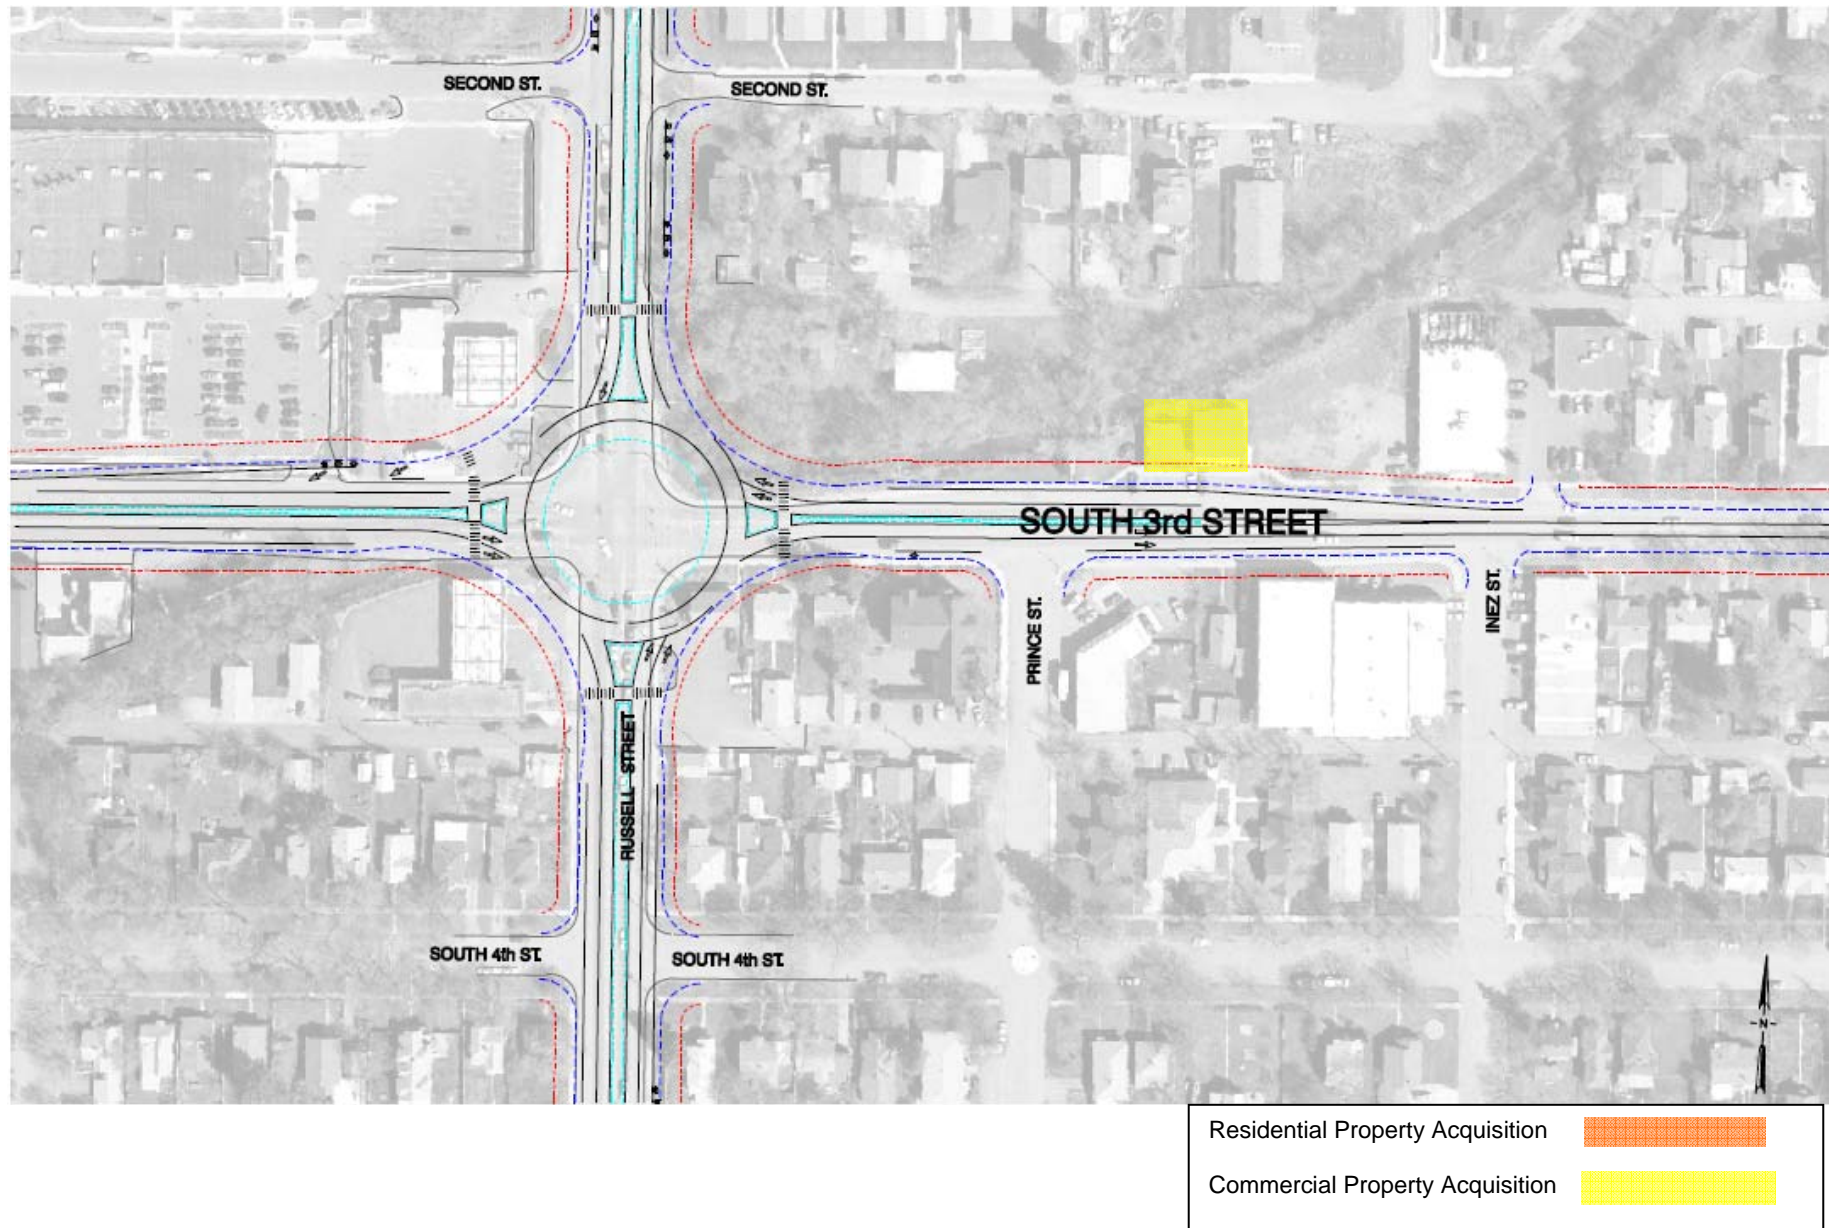 SECOND ST.
SECOND ST.
SOUTH 3rd STREET
PRINCE ST.
INEZ ST.
RUSSELL STREET
SOUTH 4th ST.
SOUTH 4th ST.
N
Residential Property Acquisition
Commercial Property Acquisition